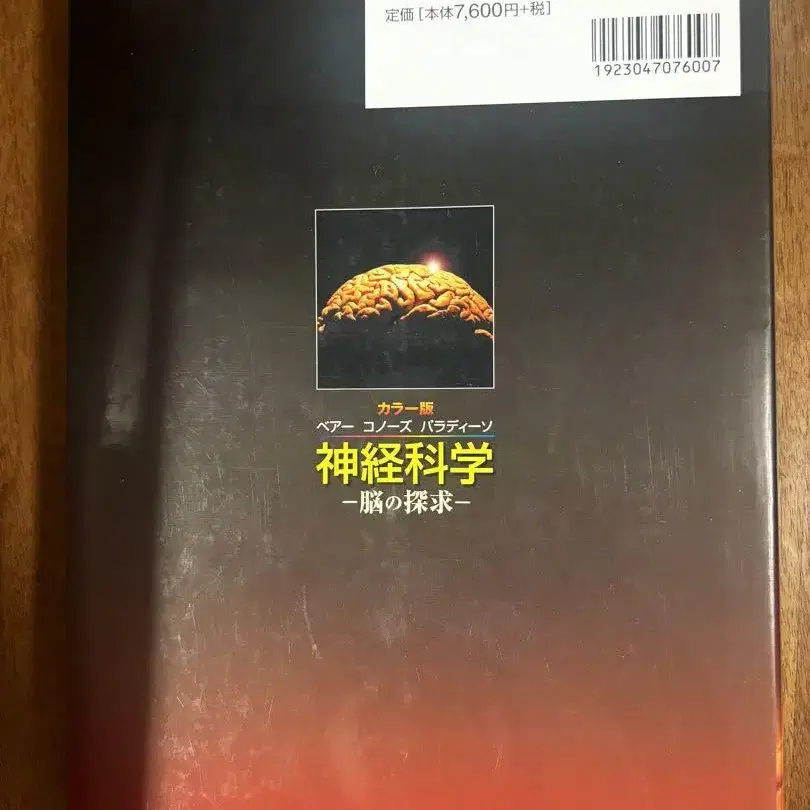 定価［本体7,600円+税］
1923047076007
カラー版
ベアー コノーズ パラディーソ
神経科学
－脳の探求－